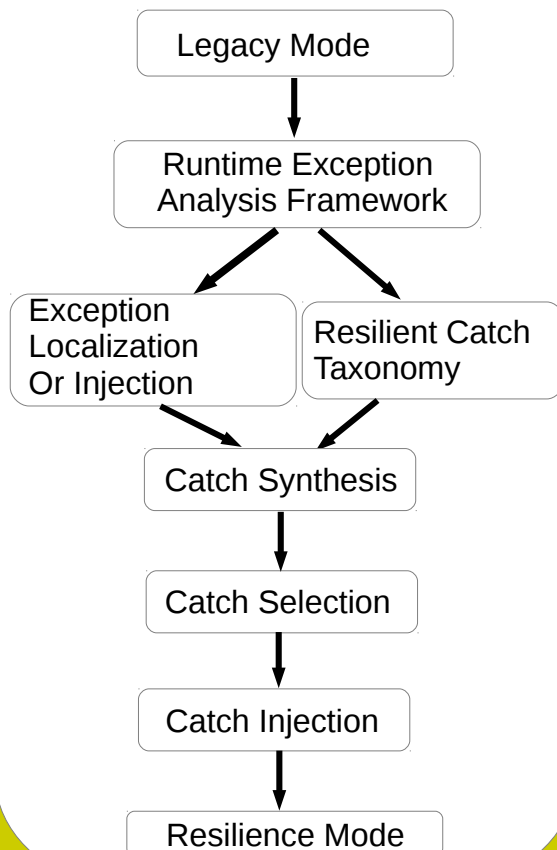 Legacy Mode
Runtime Exception
Analysis Framework
Exception
Localization
Or Injection
Resilient Catch
Taxonomy
Catch Synthesis
Catch Selection
Catch Injection
Resilience Mode